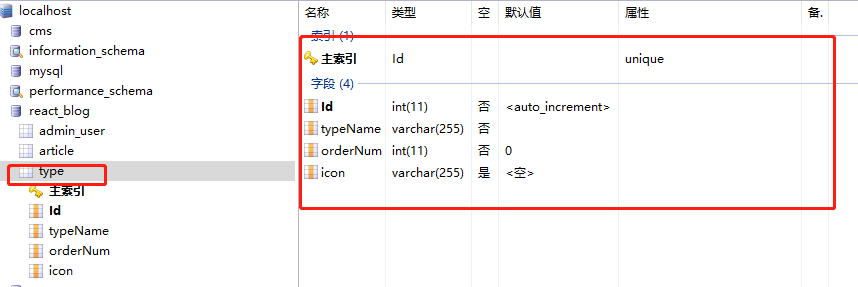 localhost
cms
information_schema
mysql
performance_schema
react_blog
admin_user
article
type
主索引
Id
typeName
orderNum
icon
名称 类型 空 默认值 属性 备.
索引 (1)
主索引 Id unique
字段 (4)
Id int(11) 否 <auto_increment>
typeName varchar(255) 否
orderNum int(11) 否 0
icon varchar(255) 是 <空>